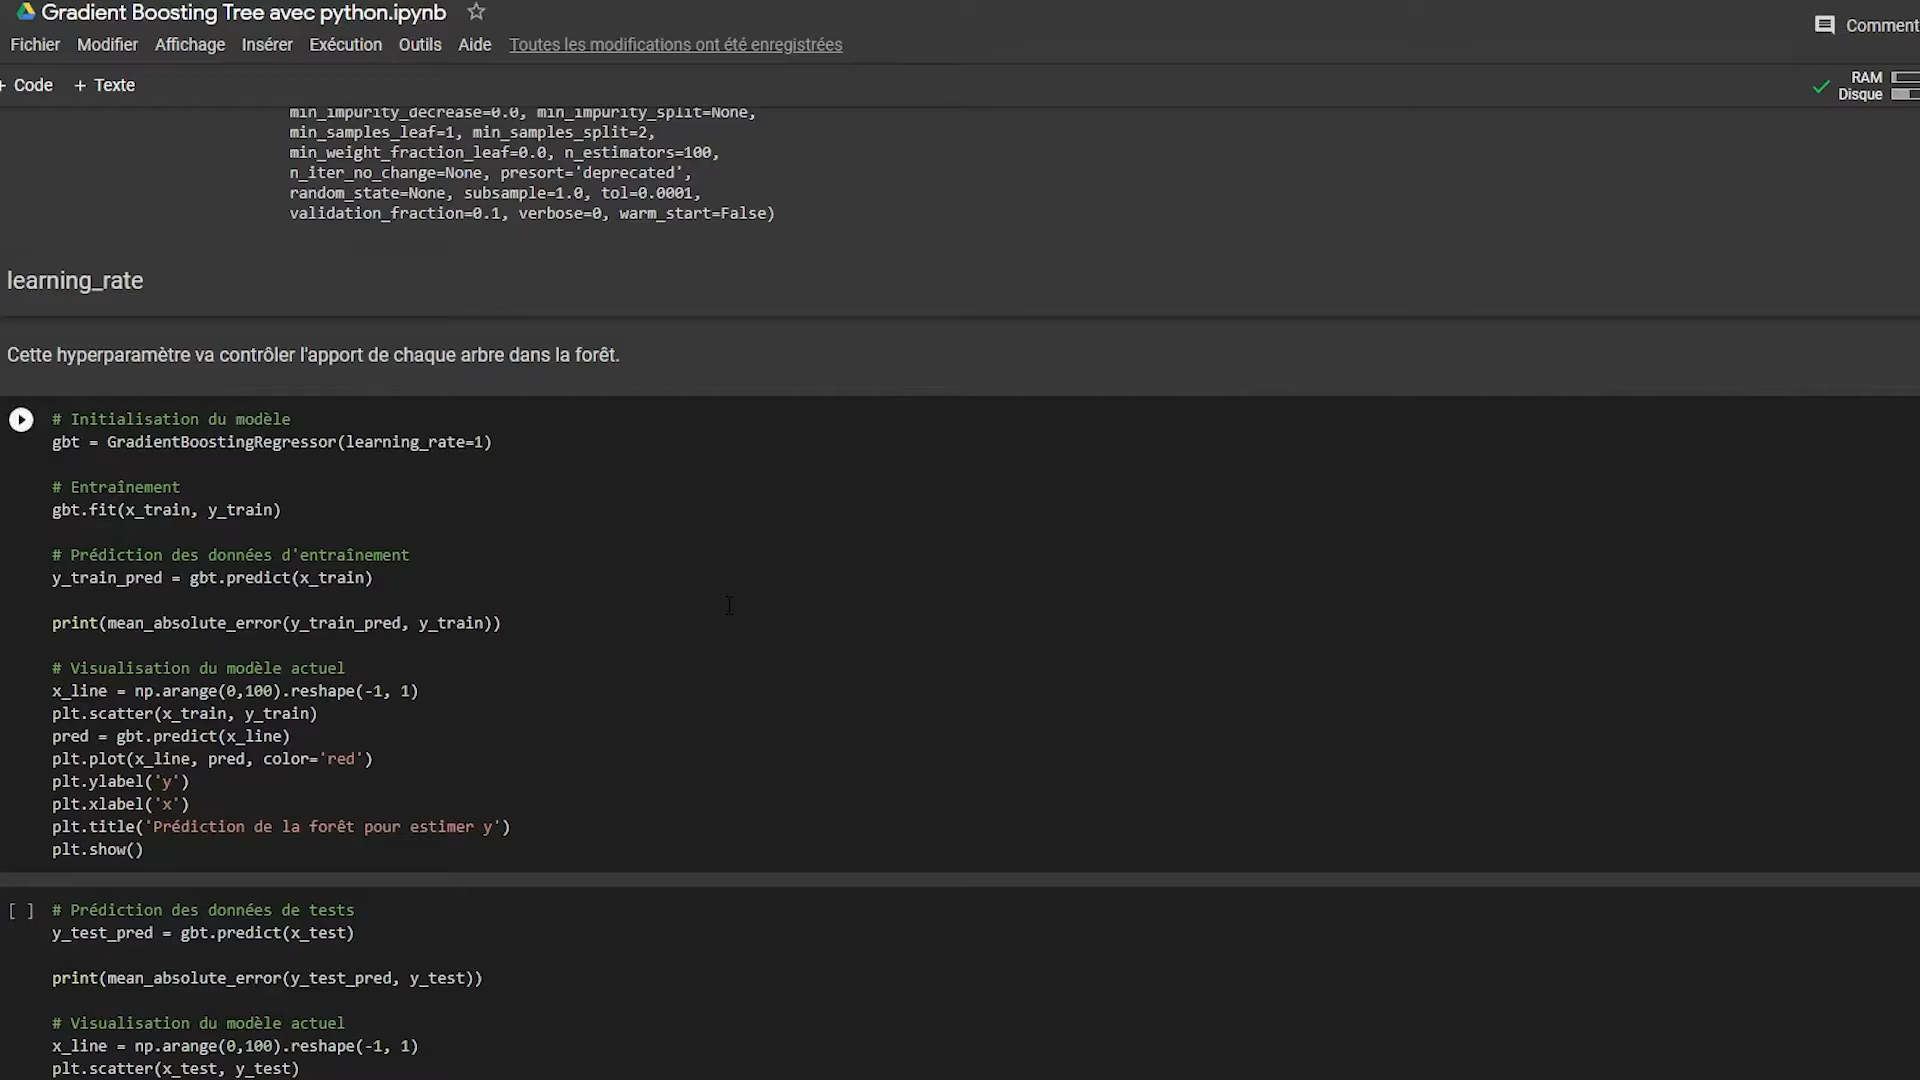 Gradient Boosting Tree avec python.ipynb
Comment
Fichier Modifier Affichage Insérer Exécution Outils Aide Toutes les modifications ont été enregistrées
+ Code + Texte
RAM
Disque
min_impurity_decrease=0.0, min_impurity_split=None,
min_samples_leaf=1, min_samples_split=2,
min_weight_fraction_leaf=0.0, n_estimators=100,
n_iter_no_change=None, presort='deprecated',
random_state=None, subsample=1.0, tol=0.0001,
validation_fraction=0.1, verbose=0, warm_start=False)
learning_rate
Cette hyperparamètre va contrôler l'apport de chaque arbre dans la forêt.
# Initialisation du modèle
gbt = GradientBoostingRegressor(learning_rate=1)
# Entraînement
gbt.fit(x_train, y_train)
# Prédiction des données d'entraînement
y_train_pred = gbt.predict(x_train)
print(mean_absolute_error(y_train_pred, y_train))
# Visualisation du modèle actuel
x_line = np.arange(0,100).reshape(-1, 1)
plt.scatter(x_train, y_train)
pred = gbt.predict(x_line)
plt.plot(x_line, pred, color='red')
plt.ylabel('y')
plt.xlabel('x')
plt.title('Prédiction de la forêt pour estimer y')
plt.show()
[ ] # Prédiction des données de tests
y_test_pred = gbt.predict(x_test)
print(mean_absolute_error(y_test_pred, y_test))
# Visualisation du modèle actuel
x_line = np.arange(0,100).reshape(-1, 1)
plt.scatter(x_test, y_test)